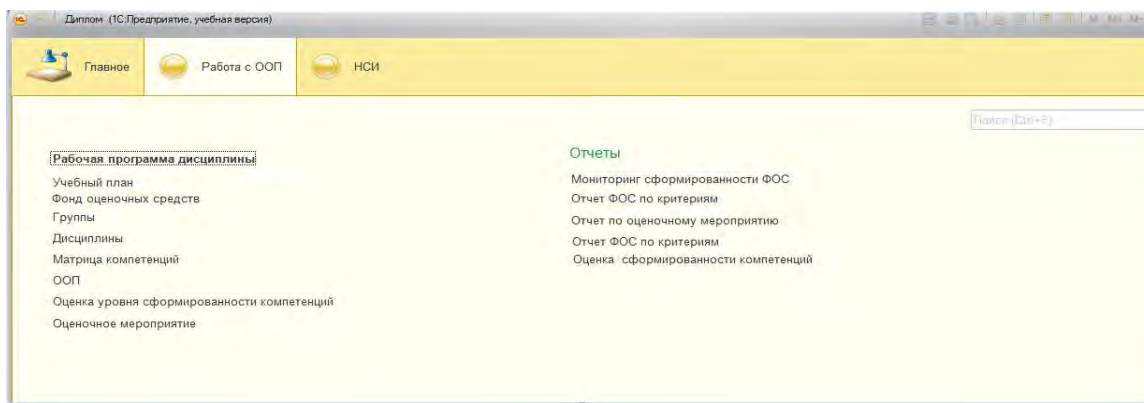 Диплом (1С:Предприятие, учебная версия)
M M+ M-
Главное
Работа с ООП
НСИ
Поиск (Ctrl+F)
Рабочая программа дисциплины
Учебный план
Фонд оценочных средств
Группы
Дисциплины
Матрица компетенций
ООП
Оценка уровня сформированности компетенций
Оценочное мероприятие
Отчеты
Мониторинг сформированности ФОС
Отчет ФОС по критериям
Отчет по оценочному мероприятию
Отчет ФОС по критериям
Оценка сформированности компетенций